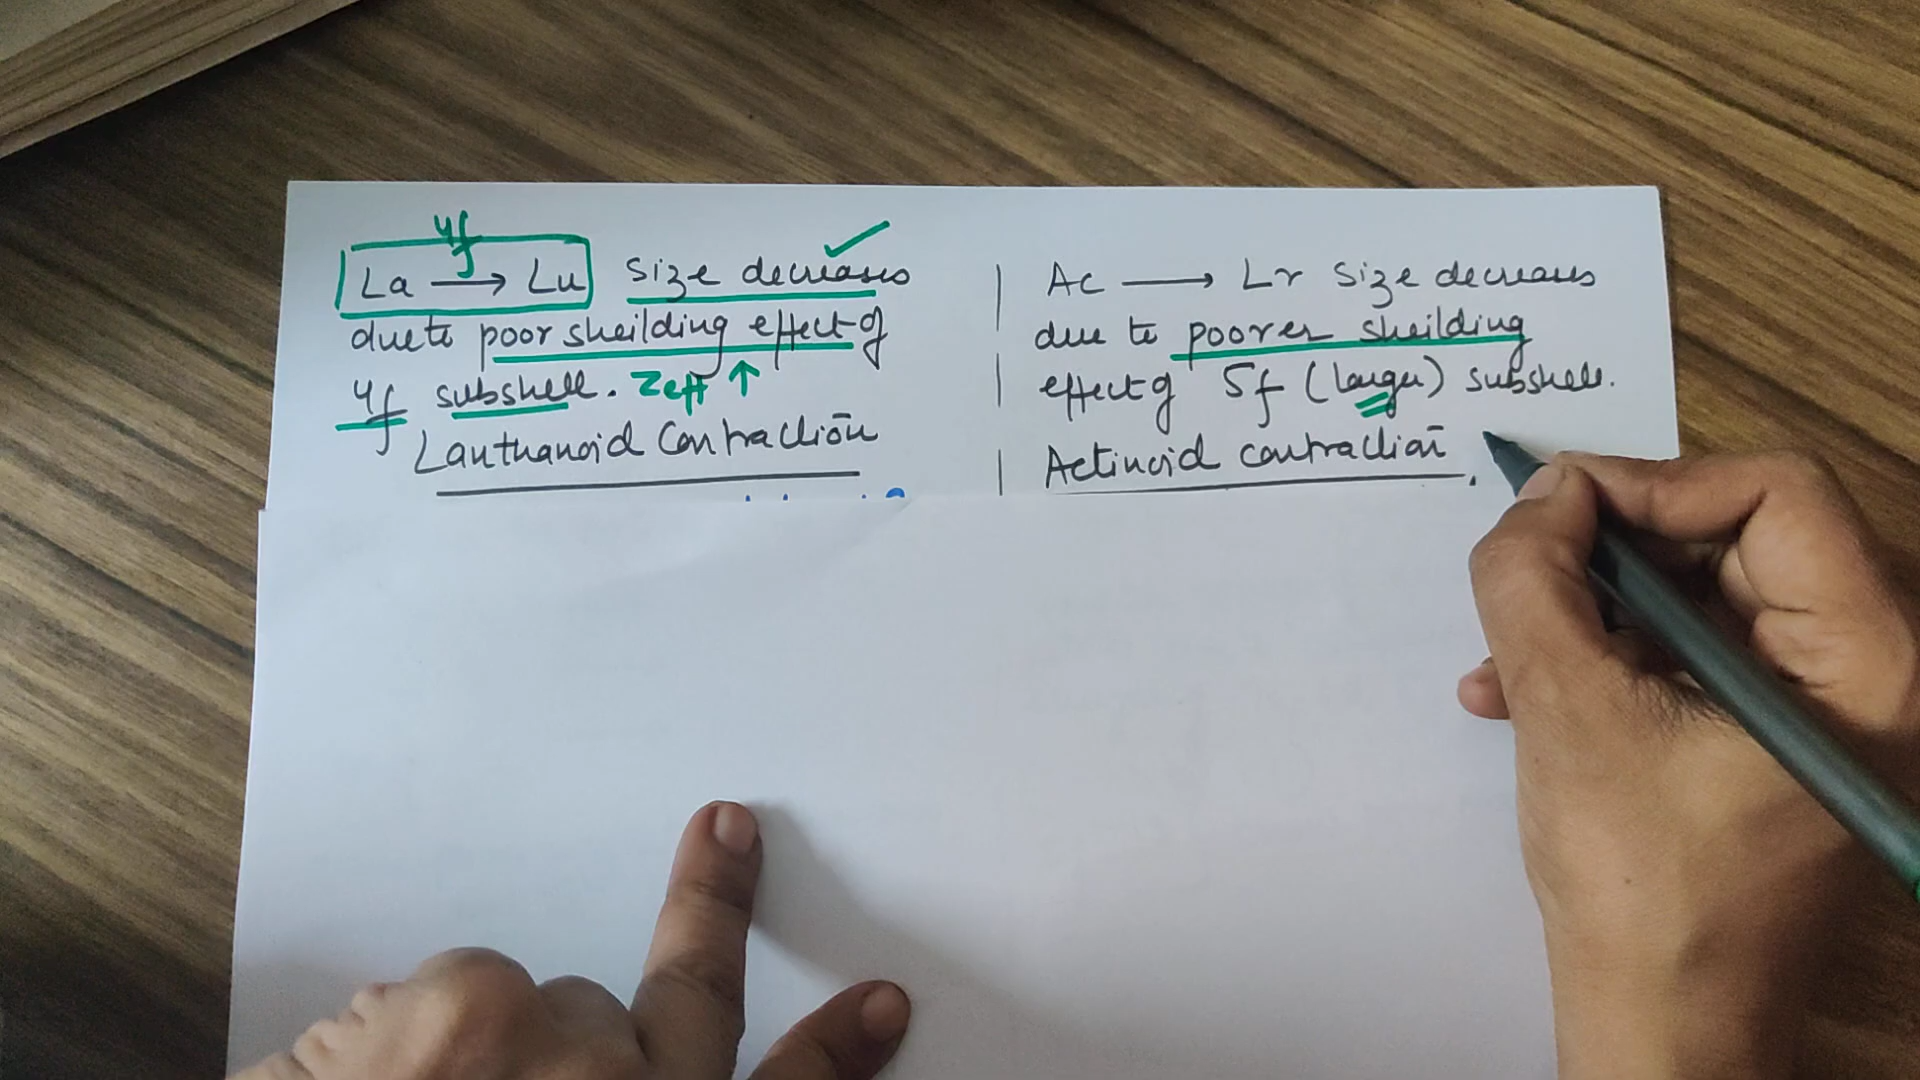 4f
La → Lu size decreases
due to poor sheilding effect of
4f subshell. Zeff ↑
Lanthanoid Contraction
Ac → Lr size decreases
due to poorer sheilding
effect of 5f (larger) subshell.
Actinoid contraction.